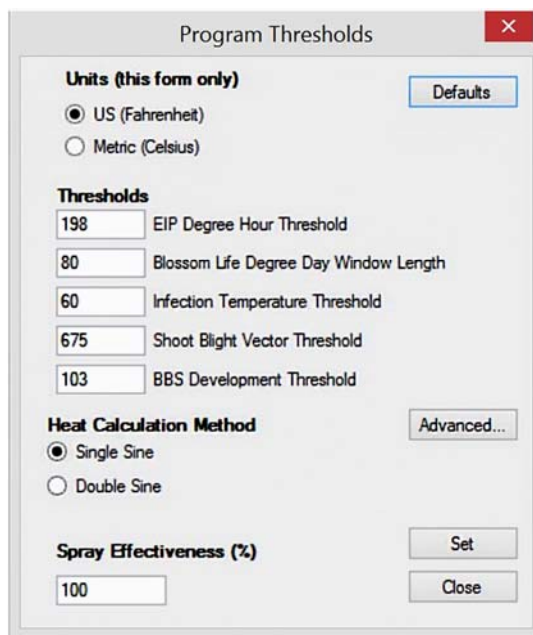 Program Thresholds
Units (this form only)
Defaults
US (Fahrenheit)
Metric (Celsius)
Thresholds
198 EIP Degree Hour Threshold
80 Blossom Life Degree Day Window Length
60 Infection Temperature Threshold
675 Shoot Blight Vector Threshold
103 BBS Development Threshold
Heat Calculation Method
Advanced...
Single Sine
Double Sine
Set
Spray Effectiveness (%)
100
Close